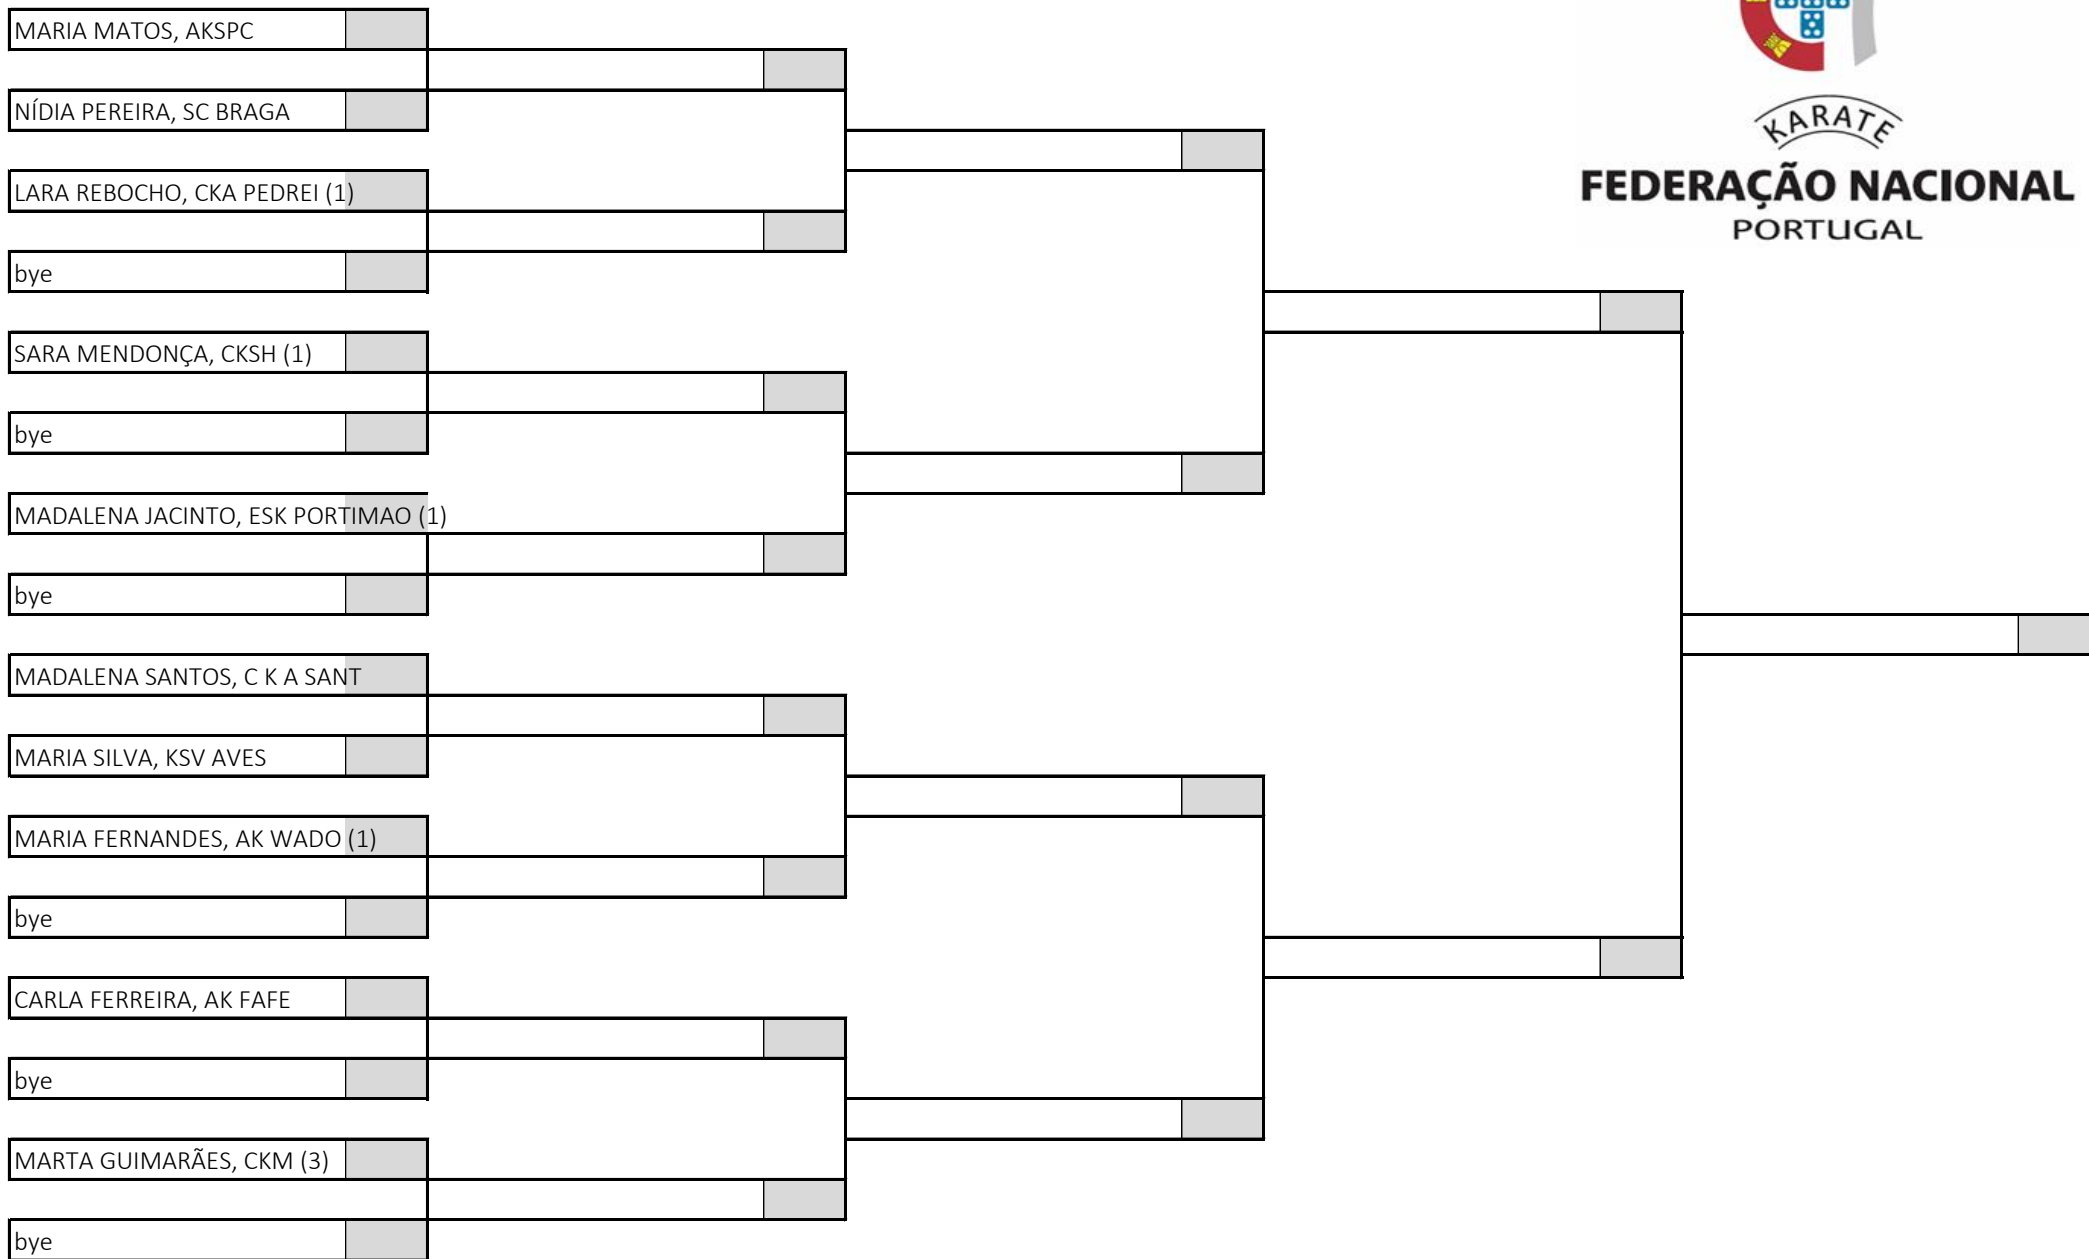 MARIA MATOS, AKSPC
NÍDIA PEREIRA, SC BRAGA
LARA REBOCHO, CKA PEDREI (1)
bye
SARA MENDONÇA, CKSH (1)
bye
MADALENA JACINTO, ESK PORTIMAO (1)
bye
MADALENA SANTOS, C K A SANT
MARIA SILVA, KSV AVES
MARIA FERNANDES, AK WADO (1)
bye
CARLA FERREIRA, AK FAFE
bye
MARTA GUIMARÃES, CKM (3)
bye
KARATE
FEDERAÇÃO NACIONAL
PORTUGAL